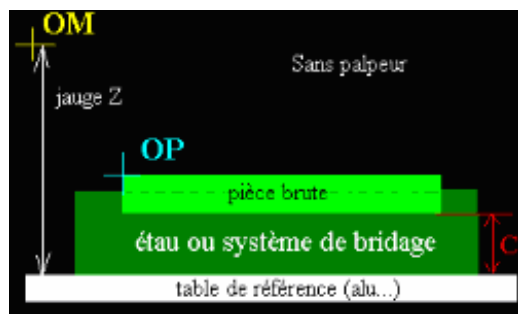 OM
Sans palpeur
jauge Z
OP
pièce brute
étau ou système de bridage
C
table de référence (alu...)